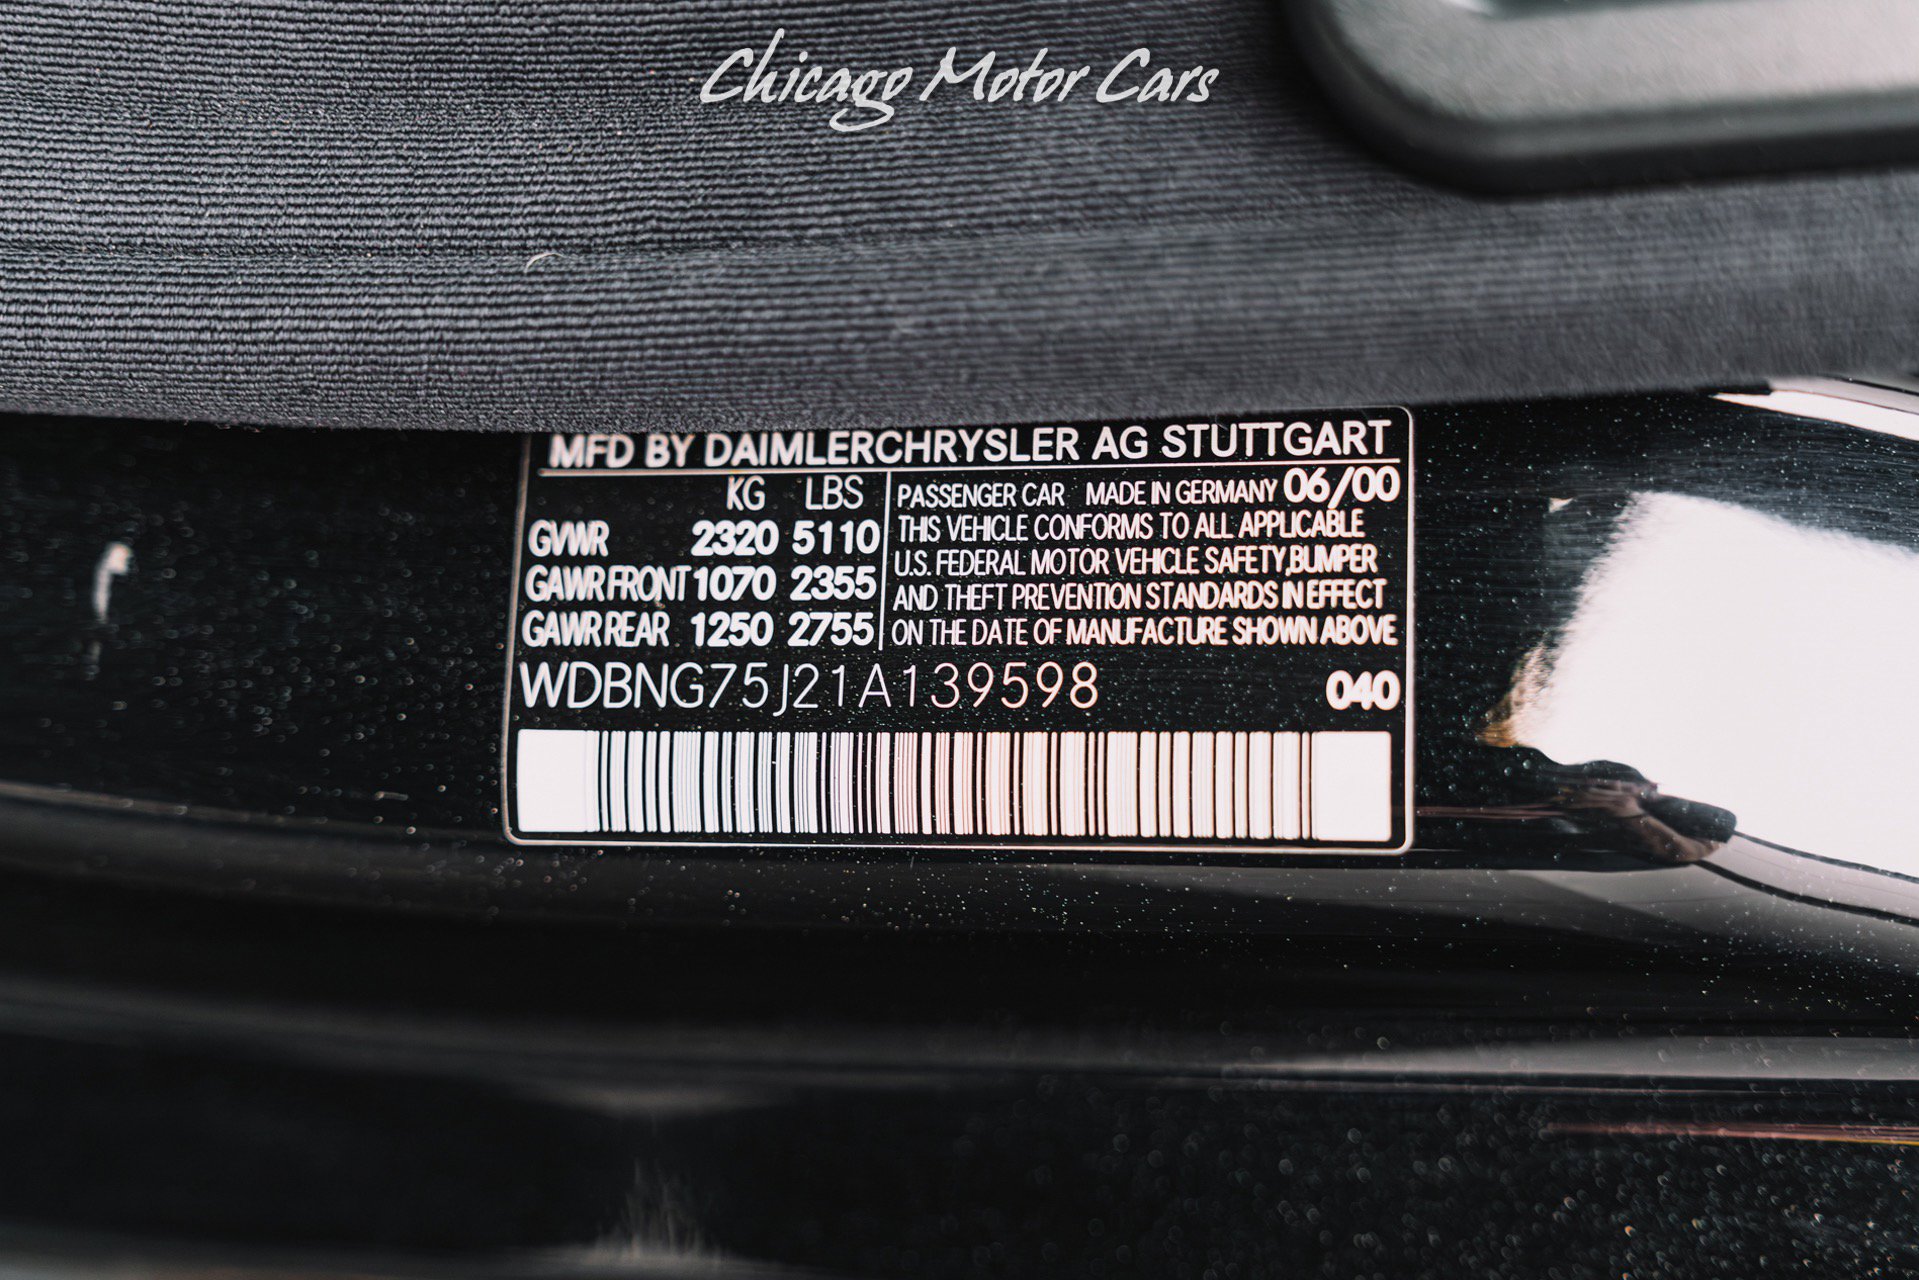 Chicago Motor Cars
MFD BY DAIMLERCHRYSLER AG STUTTGART
KG LBS
GVWR 2320 5110
GAWR FRONT 1070 2355
GAWR REAR 1250 2755
PASSENGER CAR MADE IN GERMANY 06/00
THIS VEHICLE CONFORMS TO ALL APPLICABLE
U.S. FEDERAL MOTOR VEHICLE SAFETY,BUMPER
AND THEFT PREVENTION STANDARDS IN EFFECT
ON THE DATE OF MANUFACTURE SHOWN ABOVE
WDBNG75J21A139598 040